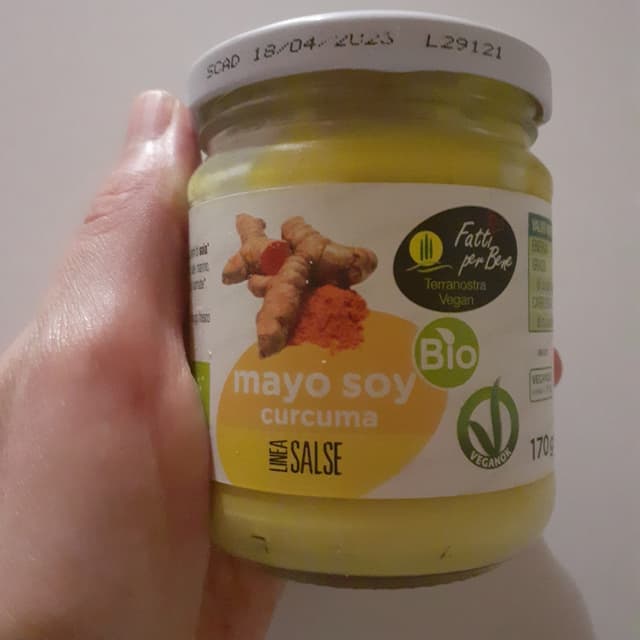 SCAD 18/04/2023 L29121
Fatti
per Bene
Terranostra
Vegan
Bio
mayo soy
curcuma
LINEA SALSE
VEGANOK
170g